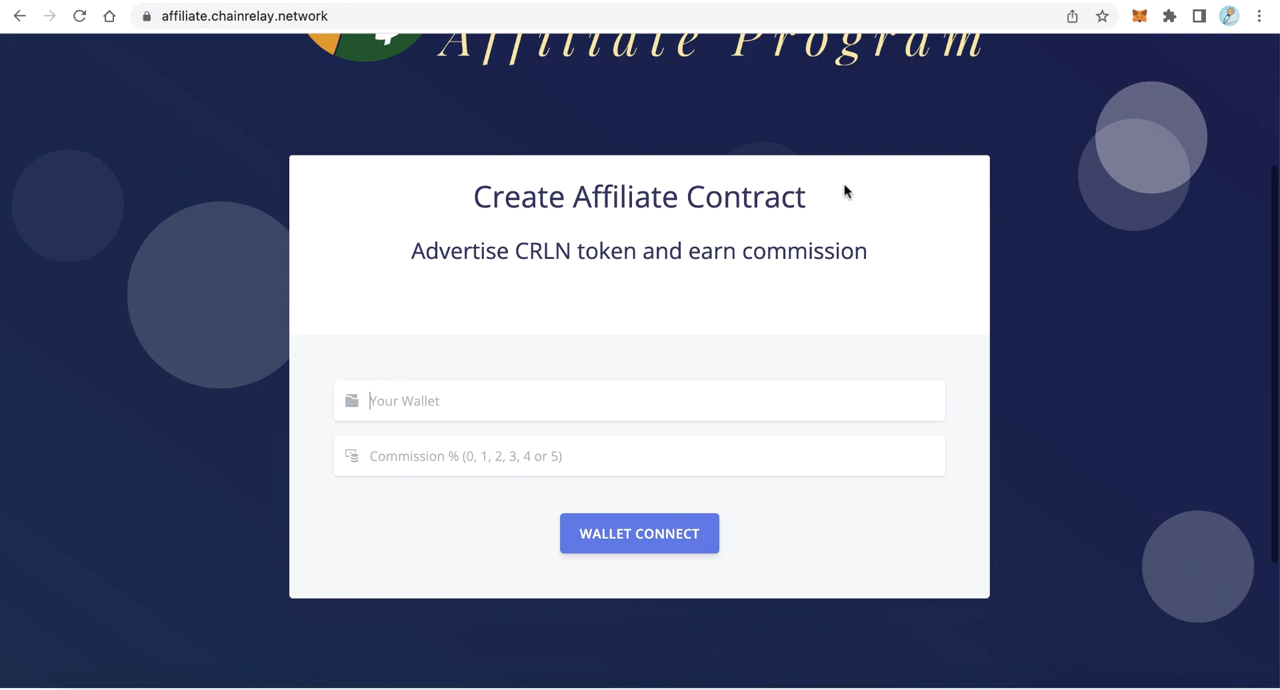 affiliate.chainrelay.network
Affiliate Program
Create Affiliate Contract
Advertise CRLN token and earn commission
Your Wallet
Commission % (0, 1, 2, 3, 4 or 5)
WALLET CONNECT